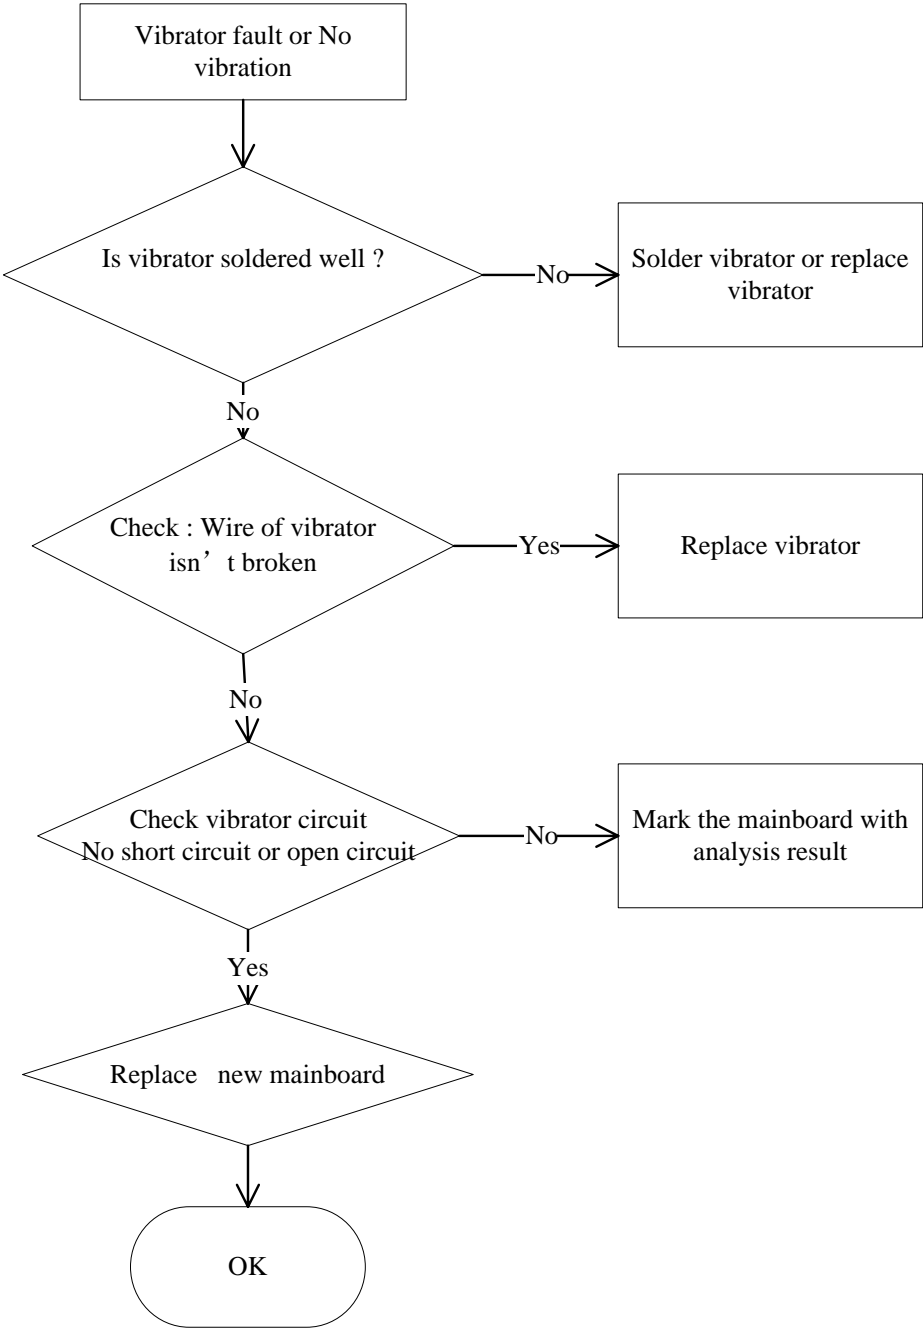 Vibrator fault or No
vibration
Is vibrator soldered well ?
No
Solder vibrator or replace
vibrator
No
Check : Wire of vibrator
isn’ t broken
Yes
Replace vibrator
No
Check vibrator circuit
No short circuit or open circuit
No
Mark the mainboard with
analysis result
Yes
Replace new mainboard
OK